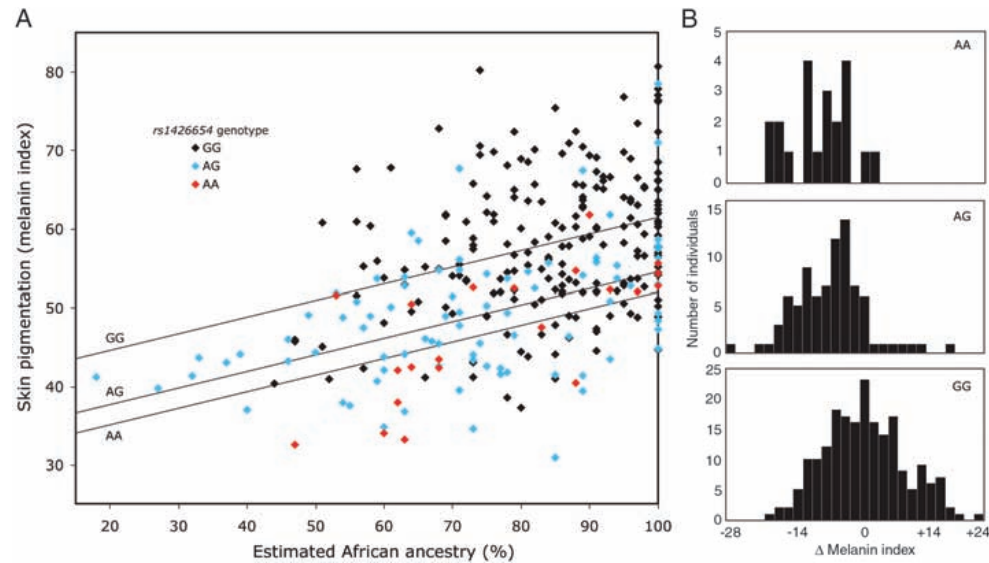 A
Skin pigmentation (melanin index)
80
70
60
50
40
30
rs1426654 genotype
GG
AG
AA
GG
AG
AA
20 30 40 50 60 70 80 90 100
Estimated African ancestry (%)
B
Number of individuals
5
4
3
2
1
0
AA
15
10
5
0
AG
25
20
15
10
5
0
GG
-28 -14 0 +14 +24
Δ Melanin index